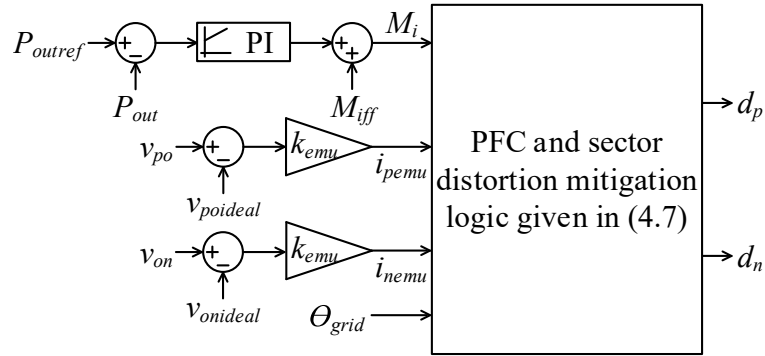 P_outref
+
−
P_out
PI
+
+
M_iff
M_i
v_po
+
−
v_poideal
k_emu
i_pemu
v_on
+
−
v_onideal
k_emu
i_nemu
Θ_grid
PFC and sector
distortion mitigation
logic given in (4.7)
d_p
d_n